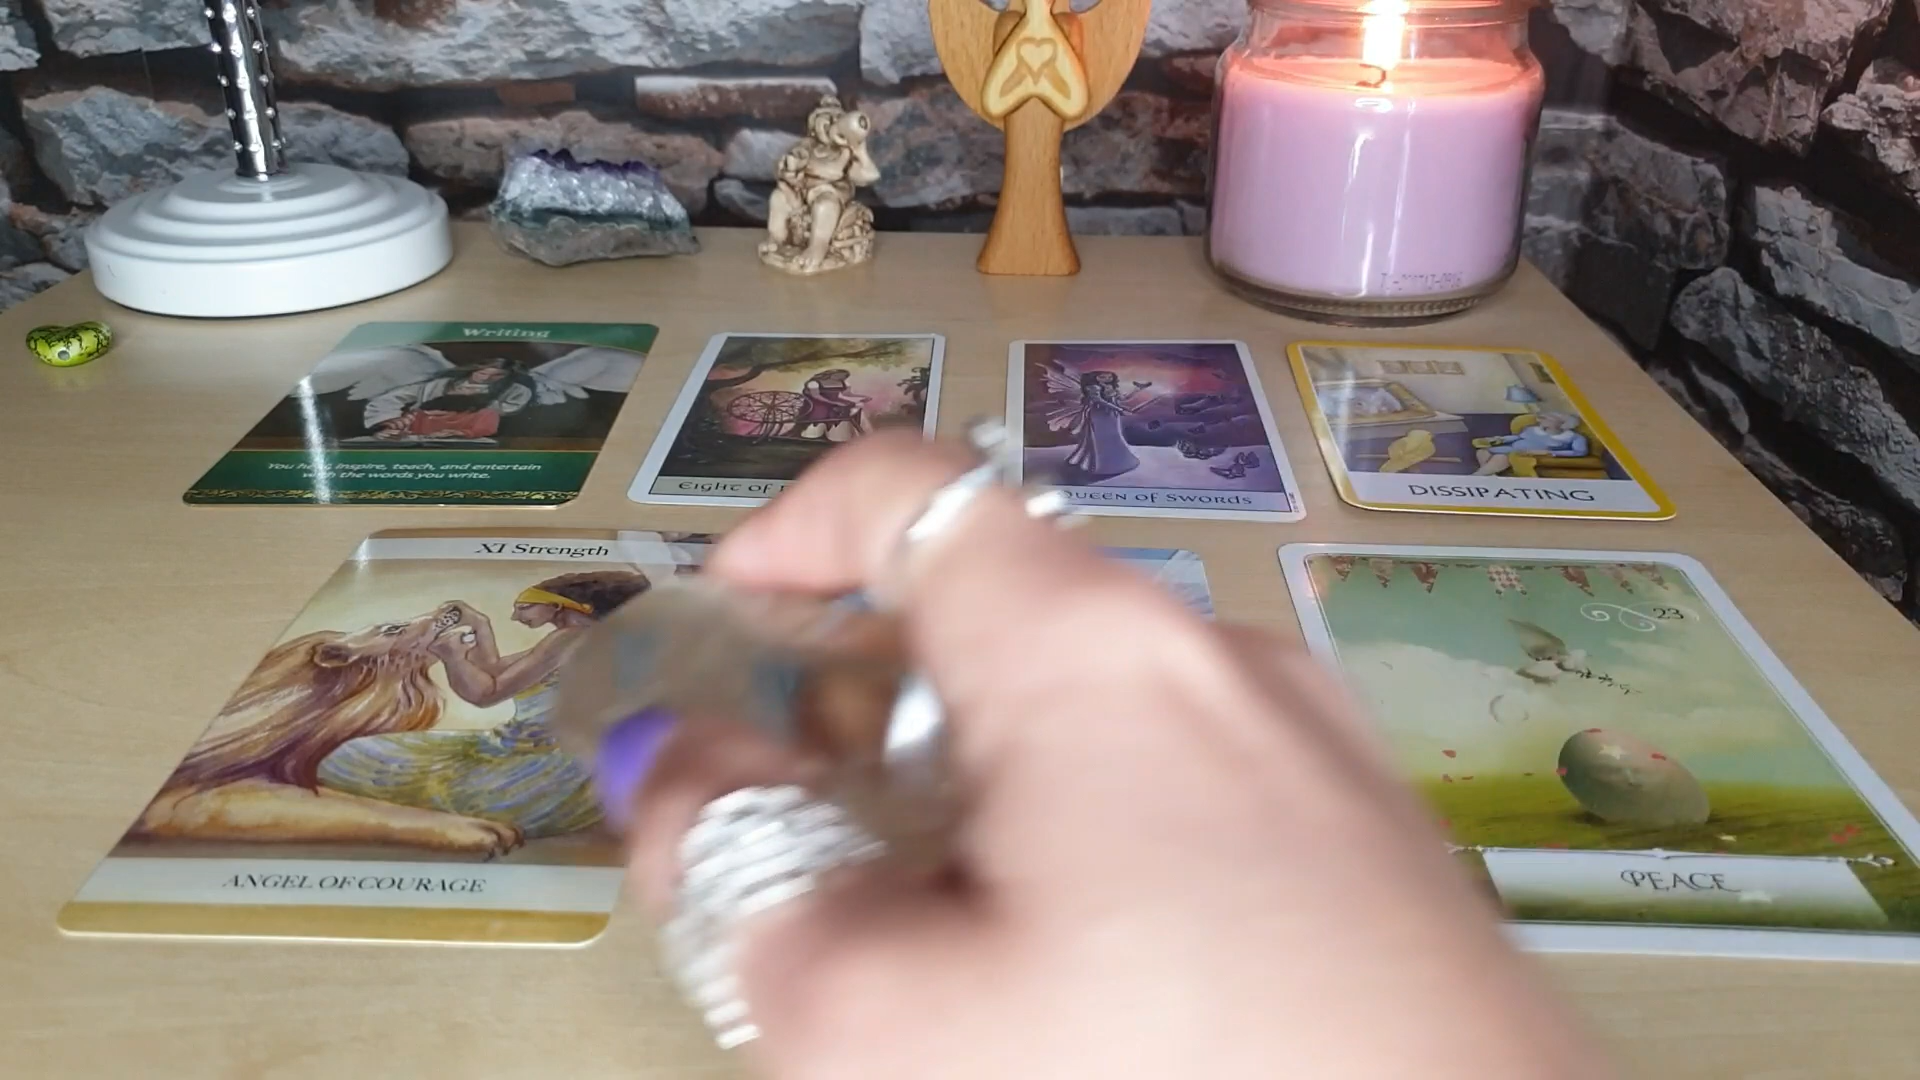 Writing
You heal, inspire, teach, and entertain
with the words you write.
EIGHT OF
QUEEN OF SWORDS
DISSIPATING
XI Strength
ANGEL OF COURAGE
23
PEACE